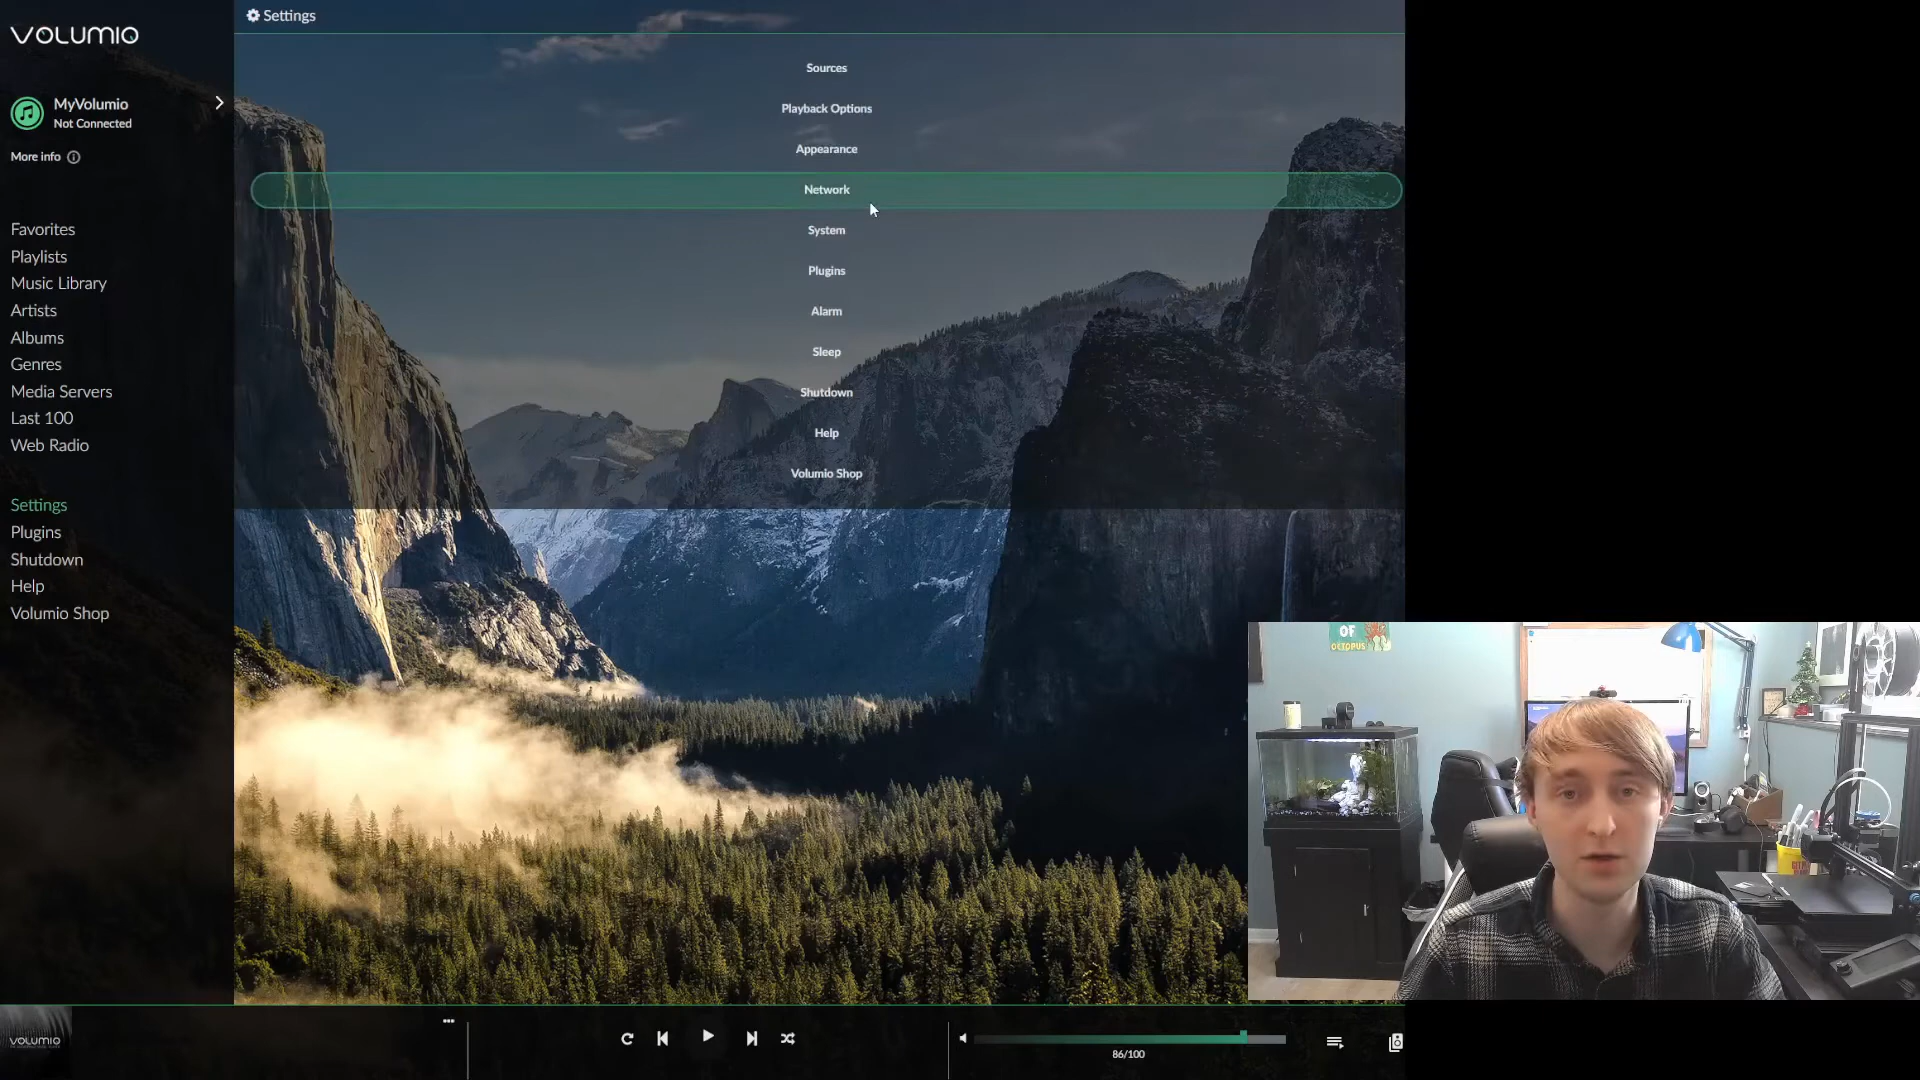 VOLUMIO
MyVolumio
Not Connected
More info
Favorites
Playlists
Music Library
Artists
Albums
Genres
Media Servers
Last 100
Web Radio
Settings
Plugins
Shutdown
Help
Volumio Shop
Settings
Sources
Playback Options
Appearance
Network
System
Plugins
Alarm
Sleep
Shutdown
Help
Volumio Shop
OF
OCTOPUS
VOLUMIO
86/100